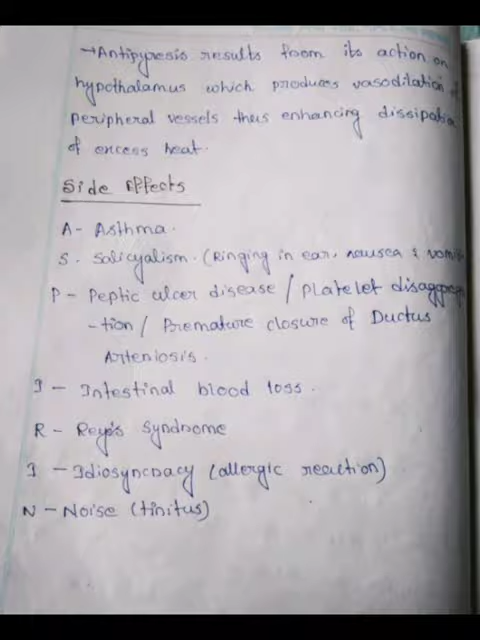 →Antipyresis results from its action on
hypothalamus which produces vasodilation of
peripheral vessels thus enhancing dissipation
of excess heat.
Side Effects
A- Asthma.
S. Salicyalism. (Ringing in ear, nausea & vomi
P- Peptic ulcer disease / Platelet disaggrega
-tion / Premature closure of Ductus
Arteriosis.
I - Intestinal blood loss.
R- Reye's Syndrome
I -Idiosyncracy (allergic reaction)
N - Noise (tinitus)